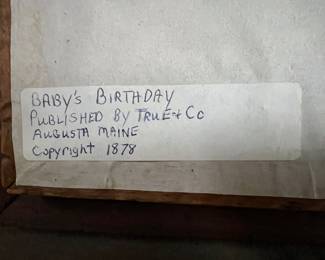 BABY'S BIRTHDAY
PUBLISHED BY TRUE + CO
AUGUSTA MAINE
Copyright 1878